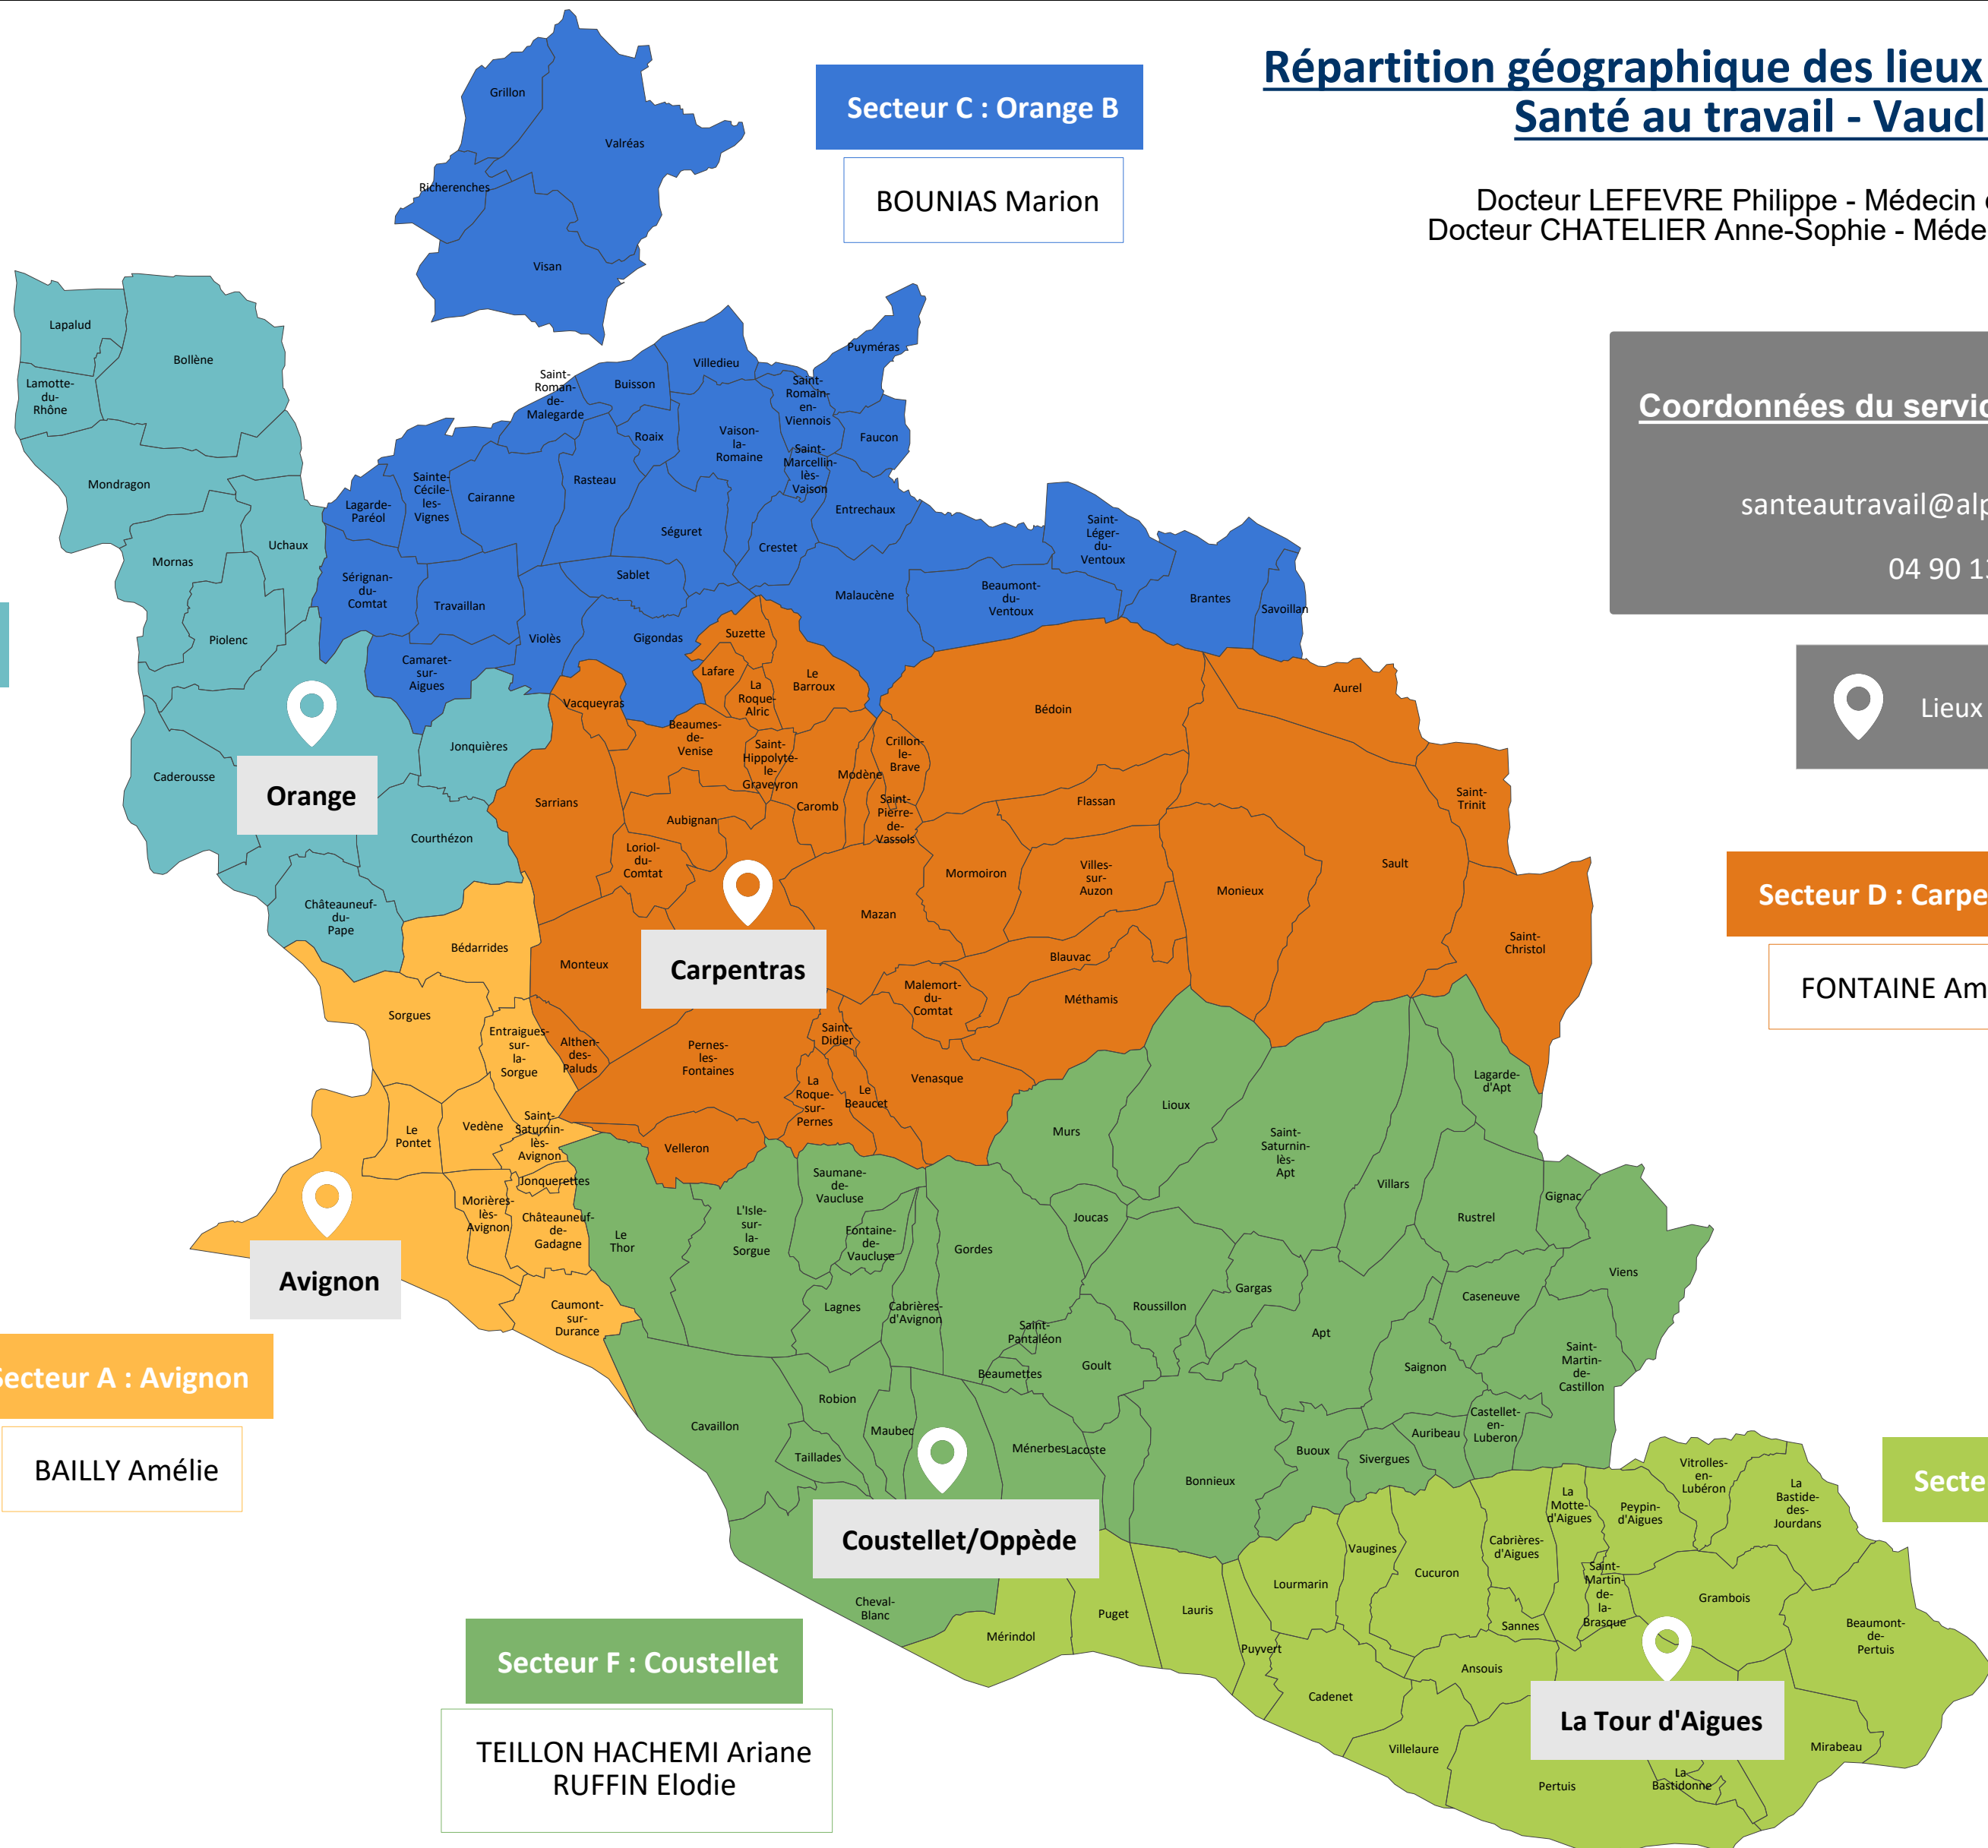 Répartition géographique des lieux
Santé au travail - Vaucl
Docteur LEFEVRE Philippe - Médecin
Docteur CHATELIER Anne-Sophie - Méde
Secteur C : Orange B
BOUNIAS Marion
Coordonnées du servic
santeautravail@alp
04 90 1
Lieux
Grillon
Valréas
Richerenches
Visan
Lapalud
Bollène
Lamotte-
du-
Rhône
Mondragon
Mornas
Uchaux
Piolenc
Caderousse
Orange
Jonquières
Courthézon
Châteauneuf-
du-
Pape
Puyméras
Villedieu
Buisson
Saint-
Roman-
de-
Malegarde
Saint-
Romain-
en-
Viennois
Faucon
Roaix
Vaison-
la-
Romaine
Saint-
Marcellin-
lès-
Vaison
Rasteau
Sainte-
Cécile-
les-
Vignes
Cairanne
Lagarde-
Paréol
Entrechaux
Séguret
Crestet
Saint-
Léger-
du-
Ventoux
Sérignan-
du-
Comtat
Travaillan
Sablet
Malaucène
Beaumont-
du-
Ventoux
Brantes
Savoillan
Violès
Gigondas
Camaret-
sur-
Aigues
Suzette
Lafare
La
Roque-
Alric
Le
Barroux
Vacqueyras
Beaumes-
de-
Venise
Saint-
Hippolyte-
le-
Graveyron
Crillon-
le-
Brave
Modène
Bédoin
Aurel
Sarrians
Aubignan
Caromb
Saint-
Pierre-
de-
Vassols
Flassan
Saint-
Trinit
Loriol-
du-
Comtat
Mormoiron
Villes-
sur-
Auzon
Monieux
Sault
Mazan
Carpentras
Monteux
Blauvac
Saint-
Christol
Malemort-
du-
Comtat
Méthamis
Saint-
Didier
Althen-
des-
Paluds
Pernes-
les-
Fontaines
La
Roque-
sur-
Pernes
Le
Beaucet
Venasque
Velleron
Secteur D : Carpe
FONTAINE Am
Bédarrides
Sorgues
Entraigues-
sur-
la-
Sorgue
Le
Pontet
Vedène
Saint-
Saturnin-
lès-
Avignon
Jonquerettes
Morières-
lès-
Avignon
Châteauneuf-
de-
Gadagne
Avignon
Caumont-
sur-
Durance
Secteur A : Avignon
BAILLY Amélie
Lagarde-
d'Apt
Lioux
Murs
Saint-
Saturnin-
lès-
Apt
Villars
Rustrel
Gignac
Viens
Saumane-
de-
Vaucluse
Fontaine-
de-
Vaucluse
L'Isle-
sur-
la-
Sorgue
Le
Thor
Gordes
Joucas
Lagnes
Cabrières-
d'Avignon
Roussillon
Gargas
Caseneuve
Apt
Saint-
Pantaléon
Goult
Beaumettes
Saignon
Saint-
Martin-
de-
Castillon
Robion
Cavaillon
Maubec
Taillades
Ménerbes
Lacoste
Bonnieux
Buoux
Sivergues
Auribeau
Castellet-
en-
Luberon
Coustellet/Oppède
Cheval-
Blanc
Secteur F : Coustellet
TEILLON HACHEMI Ariane
RUFFIN Elodie
Secte
Vitrolles-
en-
Lubéron
La
Bastide-
des-
Jourdans
La
Motte-
d'Aigues
Peypin-
d'Aigues
Cabrières-
d'Aigues
Vaugines
Cucuron
Lourmarin
Saint-
Martin-
de-
la-
Brasque
Grambois
Sannes
Beaumont-
de-
Pertuis
Mérindol
Puget
Lauris
Puyvert
Ansouis
Cadenet
La Tour d'Aigues
Villelaure
Mirabeau
Pertuis
La
Bastidonne